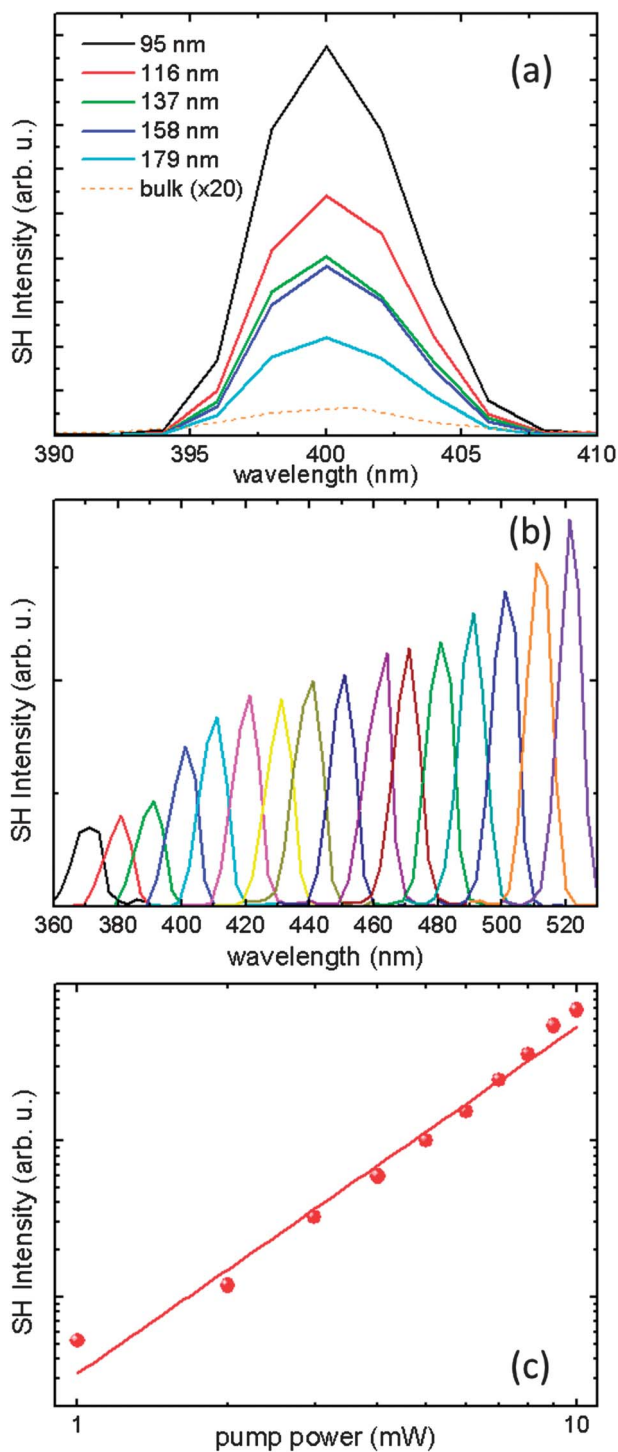 95 nm
116 nm
137 nm
158 nm
179 nm
bulk (x20)
(a)
SH Intensity (arb. u.)
390 395 400 405 410
wavelength (nm)
(b)
SH Intensity (arb. u.)
360 380 400 420 440 460 480 500 520
wavelength (nm)
SH Intensity (arb. u.)
(c)
1 10
pump power (mW)